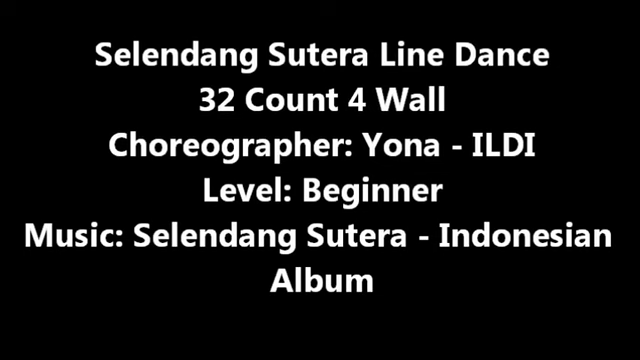 Selendang Sutera Line Dance
32 Count 4 Wall
Choreographer: Yona - ILDI
Level: Beginner
Music: Selendang Sutera - Indonesian
Album